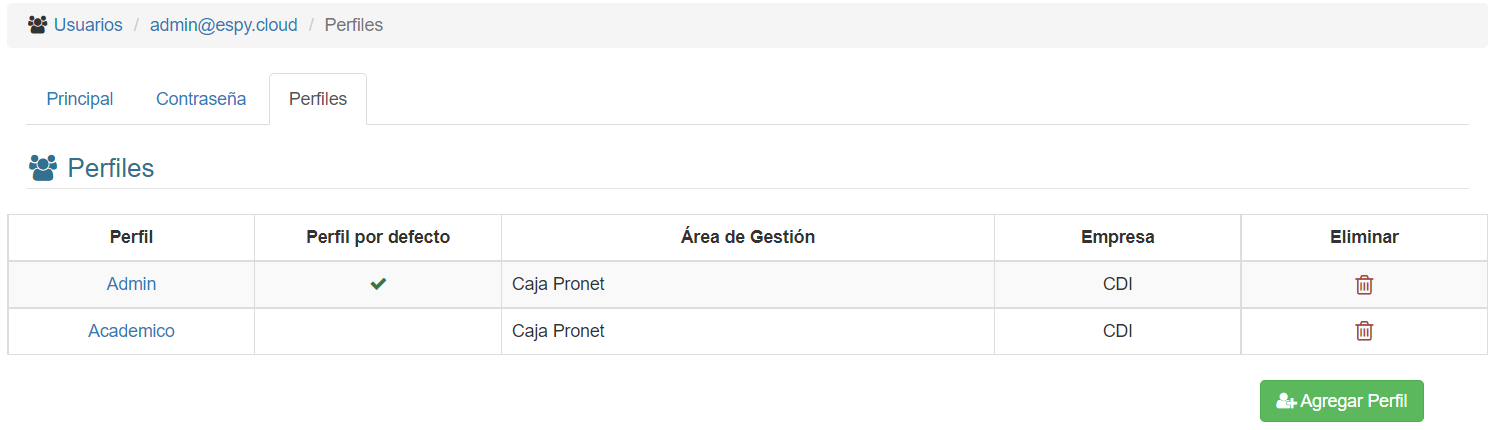 Usuarios / admin@espy.cloud / Perfiles
Principal Contraseña Perfiles
Perfiles
Perfil Perfil por defecto Área de Gestión Empresa Eliminar
Admin Caja Pronet CDI
Academico Caja Pronet CDI
Agregar Perfil